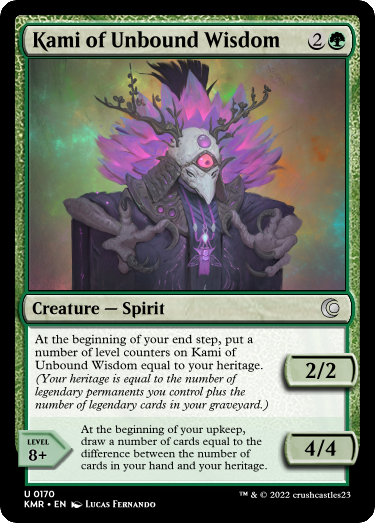 Kami of Unbound Wisdom 2
Creature — Spirit
At the beginning of your end step, put a
number of level counters on Kami of
Unbound Wisdom equal to your heritage.
(Your heritage is equal to the number of
legendary permanents you control plus the
number of legendary cards in your graveyard.)
2/2
LEVEL
8+
At the beginning of your upkeep,
draw a number of cards equal to the
difference between the number of
cards in your hand and your heritage.
4/4
U 0170
KMR • EN Lucas Fernando
™ & © 2022 crushcastles23